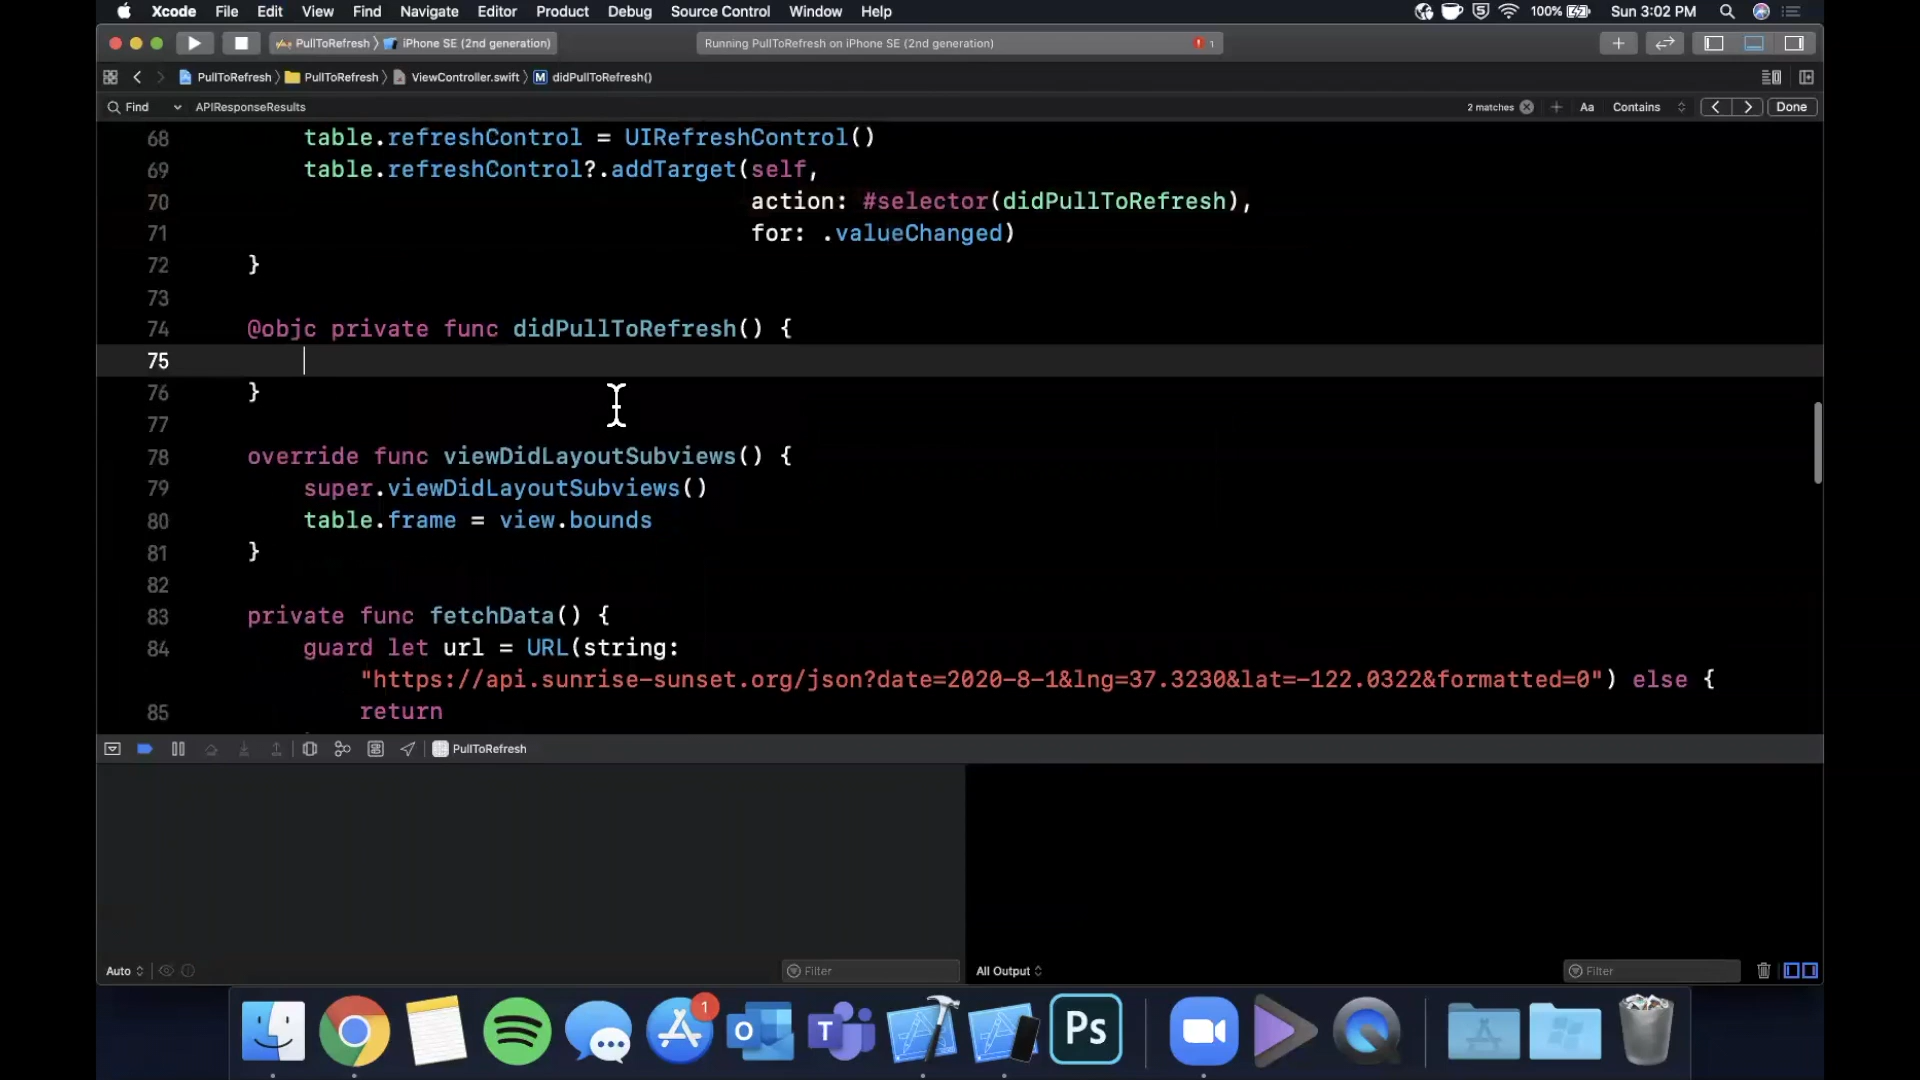 Xcode File Edit View Find Navigate Editor Product Debug Source Control Window Help 100% Sun 3:02 PM
PullToRefresh iPhone SE (2nd generation) Running PullToRefresh on iPhone SE (2nd generation) 1
PullToRefresh PullToRefresh ViewController.swift M didPullToRefresh()
Find APIResponseResults 2 matches Aa Contains Done
68 table.refreshControl = UIRefreshControl()
69 table.refreshControl?.addTarget(self,
70 action: #selector(didPullToRefresh),
71 for: .valueChanged)
72 }
73
74 @objc private func didPullToRefresh() {
75
76 }
77
78 override func viewDidLayoutSubviews() {
79 super.viewDidLayoutSubviews()
80 table.frame = view.bounds
81 }
82
83 private func fetchData() {
84 guard let url = URL(string:
"https://api.sunrise-sunset.org/json?date=2020-8-1&lng=37.3230&lat=-122.0322&formatted=0") else {
85 return
PullToRefresh
Auto Filter All Output Filter
1
Ps